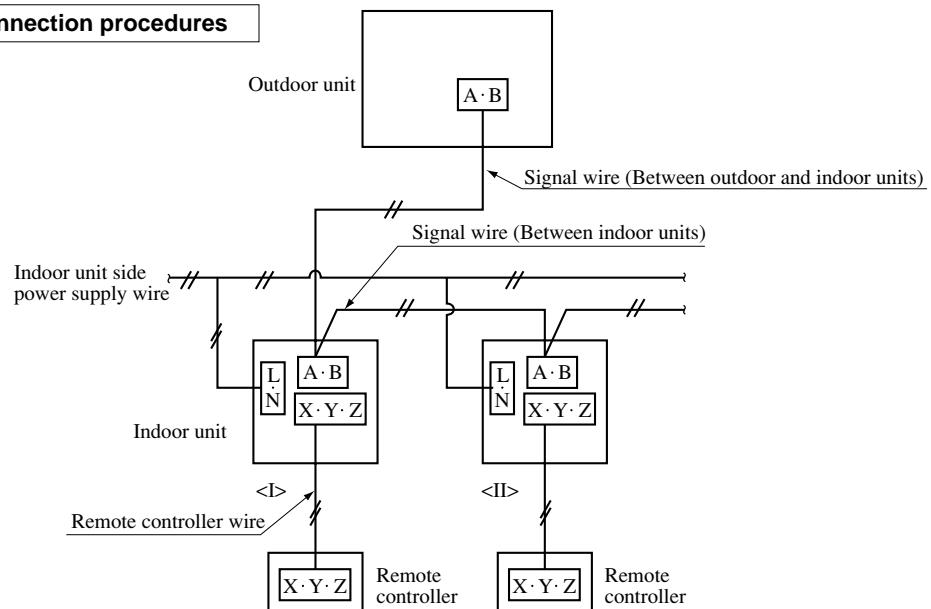 nnection procedures
Outdoor unit
A·B
Signal wire (Between outdoor and indoor units)
Signal wire (Between indoor units)
Indoor unit side
power supply wire
L·N
A·B
X·Y·Z
L·N
A·B
X·Y·Z
Indoor unit
<I>
<II>
Remote controller wire
X·Y·Z
Remote
controller
X·Y·Z
Remote
controller